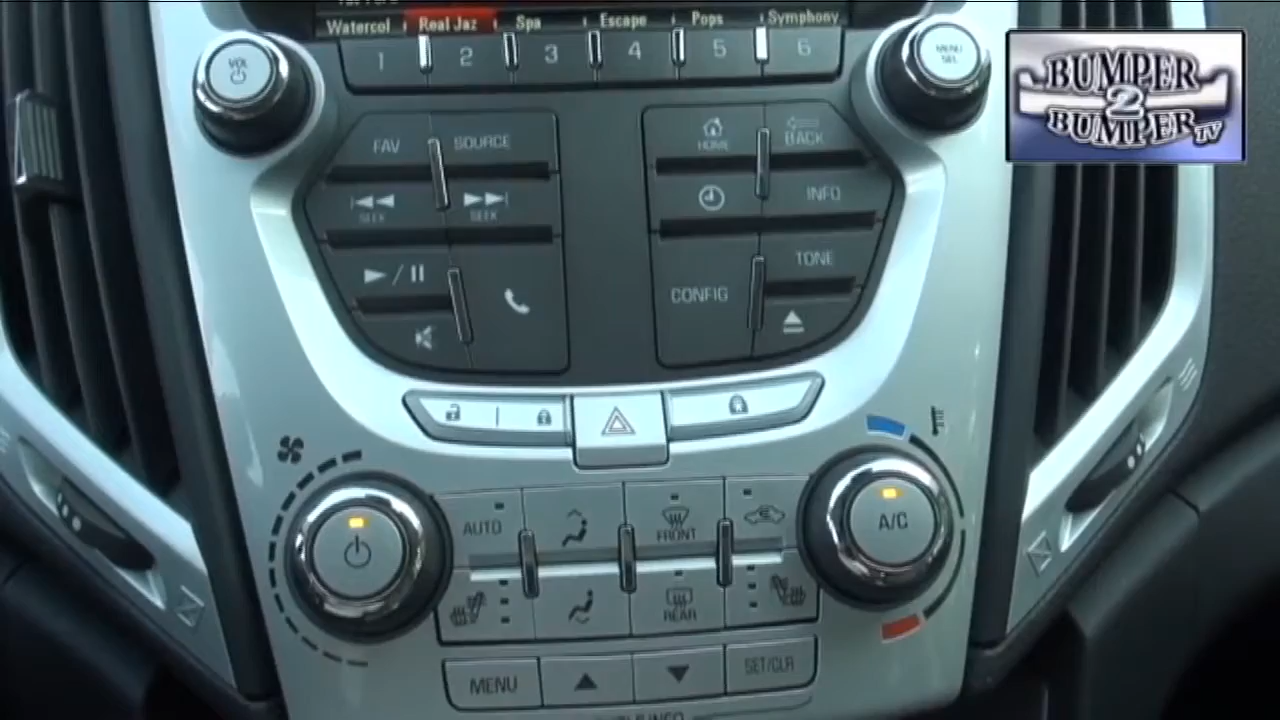 Watercol Real Jaz Spa Escape Pops Symphony
1 2 3 4 5 6
VOL
MENU
SEL
BUMPER
2
BUMPER TV
FAV SOURCE
HOME BACK
SEEK SEEK
INFO
TONE
CONFIG
AUTO
FRONT
A/C
REAR
MENU SET/CLR